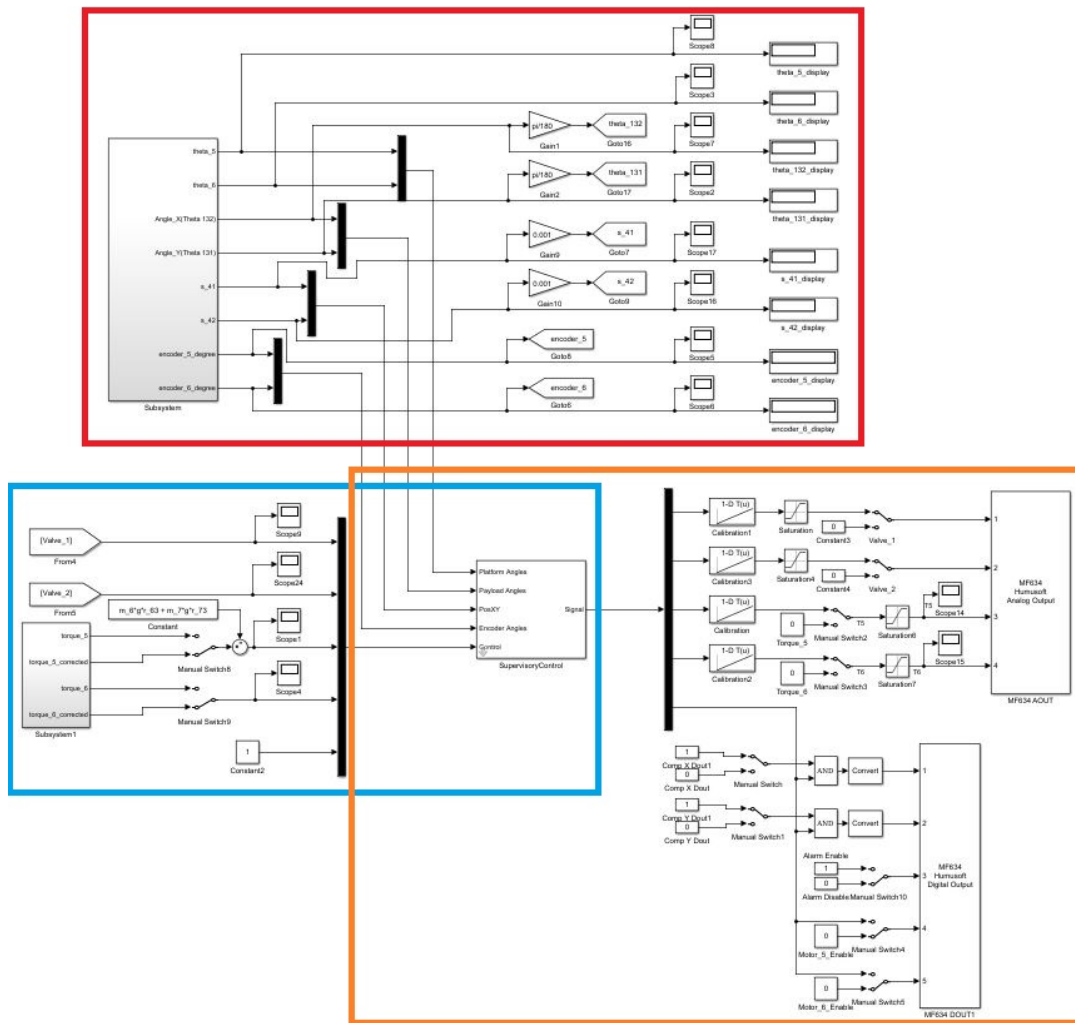 Scope8
theta_5_display
Scope3
theta_6_display
pi/180
theta_132
Gain1
Goto16
Scope7
theta_132_display
theta_5
pi/180
theta_131
Gain2
Goto17
Scope2
theta_131_display
theta_6
Angle_X(Theta 132)
0.001
s_41
Gain9
Goto7
Scope17
s_41_display
Angle_Y(Theta 131)
s_41
0.001
s_42
Gain10
Goto9
Scope16
s_42_display
s_42
encoder_5
Goto8
Scope5
encoder_5_display
encoder_5_degree
encoder_6
Goto6
Scope6
encoder_6_display
encoder_6_degree
Subsystem
[Valve_1]
From4
Scope9
[Valve_2]
From5
Scope24
m_6*g*r_63 + m_7*g*r_73
Constant
torque_5
torque_5_corrected
Manual Switch8
Scope1
torque_6
torque_6_corrected
Manual Switch9
Scope4
Subsystem1
1
Constant2
Platform Angles
Payload Angles
PosXY
Encoder Angles
Control
Signal
SupervisoryControl
1-D T(u)
Calibration1
Saturation
0
Constant3
Valve_1
1-D T(u)
Calibration3
Saturation4
0
Constant4
Valve_2
1-D T(u)
Calibration
0
Torque_5
Manual Switch2
T5
Saturation6
T5
Scope14
1-D T(u)
Calibration2
0
Torque_6
Manual Switch3
T6
Saturation7
T6
Scope15
1
2
3
4
MF634
Humusoft
Analog Output
MF634 AOUT
1
Comp X Dout1
0
Comp X Dout
Manual Switch
AND
Convert
1
1
Comp Y Dout1
0
Comp Y Dout
Manual Switch1
AND
Convert
2
Alarm Enable
1
0
Alarm Disable
Manual Switch10
3
MF634
Humusoft
Digital Output
0
Motor_5_Enable
Manual Switch4
4
0
Motor_6_Enable
Manual Switch5
5
MF634 DOUT1